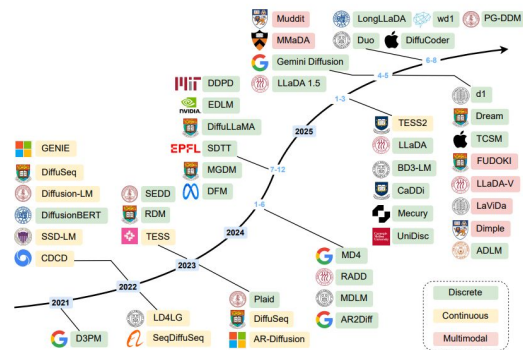 Muddit
LongLLaDA
wd1
PG-DDM
MMaDA
Duo
DiffuCoder
Gemini Diffusion
6-8
4-5
MIT
DDPD
LLaDA 1.5
d1
NVIDIA.
EDLM
1-3
Dream
DiffuLLaMA
2025
TESS2
TCSM
GENIE
EPFL
SDTT
LLaDA
FUDOKI
DiffuSeq
MGDM
7-12
BD3-LM
LLaDA-V
Diffusion-LM
SEDD
DFM
CaDDi
LaViDa
DiffusionBERT
RDM
1-6
Mecury
Dimple
SSD-LM
TESS
2024
UniDisc
ADLM
CDCD
2023
MD4
2022
Plaid
RADD
Discrete
2021
LD4LG
DiffuSeq
MDLM
Continuous
D3PM
SeqDiffuSeq
AR-Diffusion
AR2Diff
Multimodal